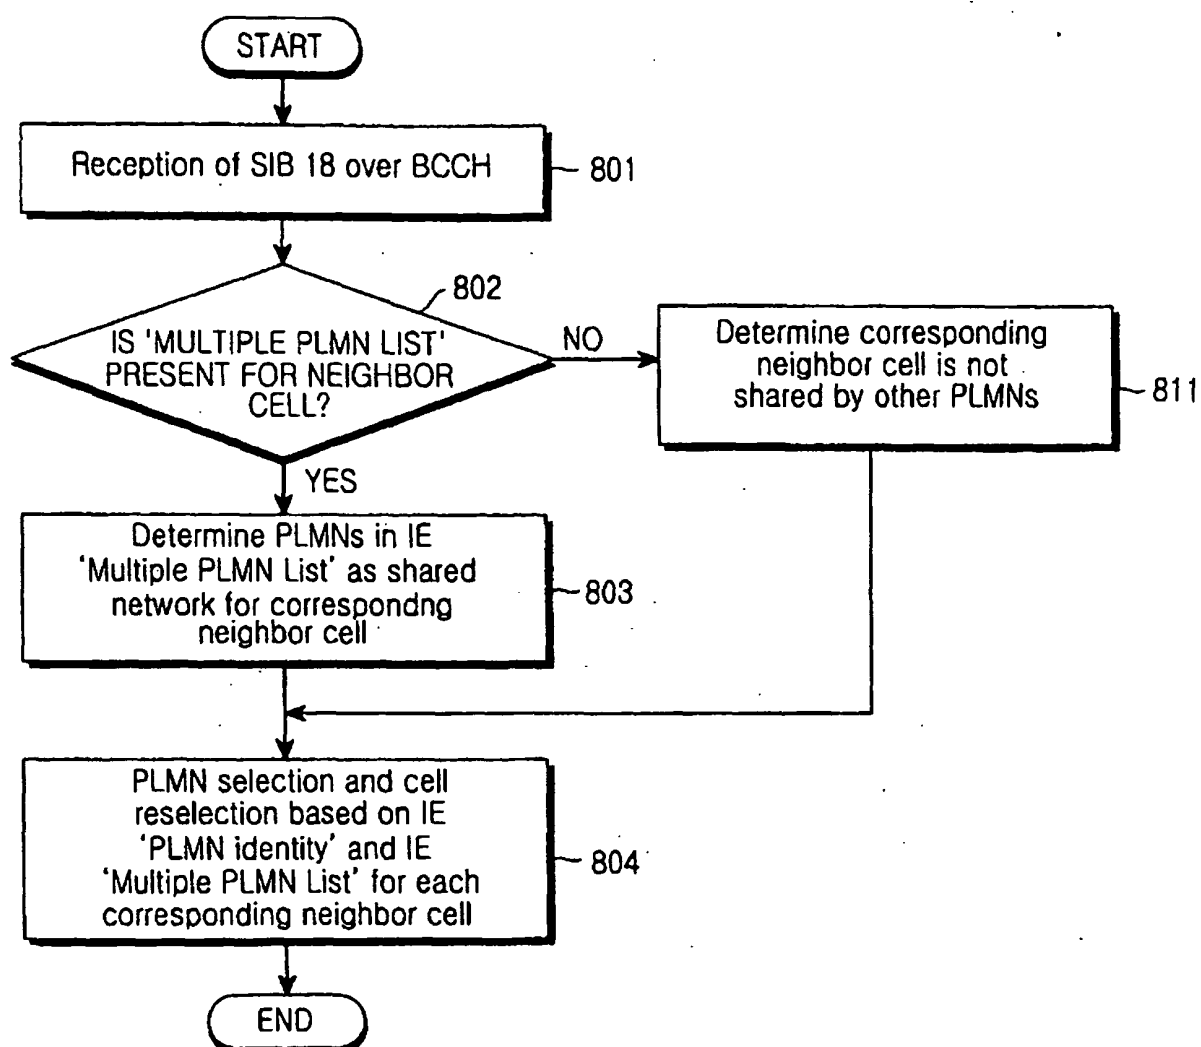 START
Reception of SIB 18 over BCCH
801
802
IS 'MULTIPLE PLMN LIST'
PRESENT FOR NEIGHBOR
CELL?
NO
Determine corresponding
neighbor cell is not
shared by other PLMNs
811
YES
Determine PLMNs in IE
'Multiple PLMN List' as shared
network for correspondng
neighbor cell
803
PLMN selection and cell
reselection based on IE
'PLMN identity' and IE
'Multiple PLMN List' for each
corresponding neighbor cell
804
END